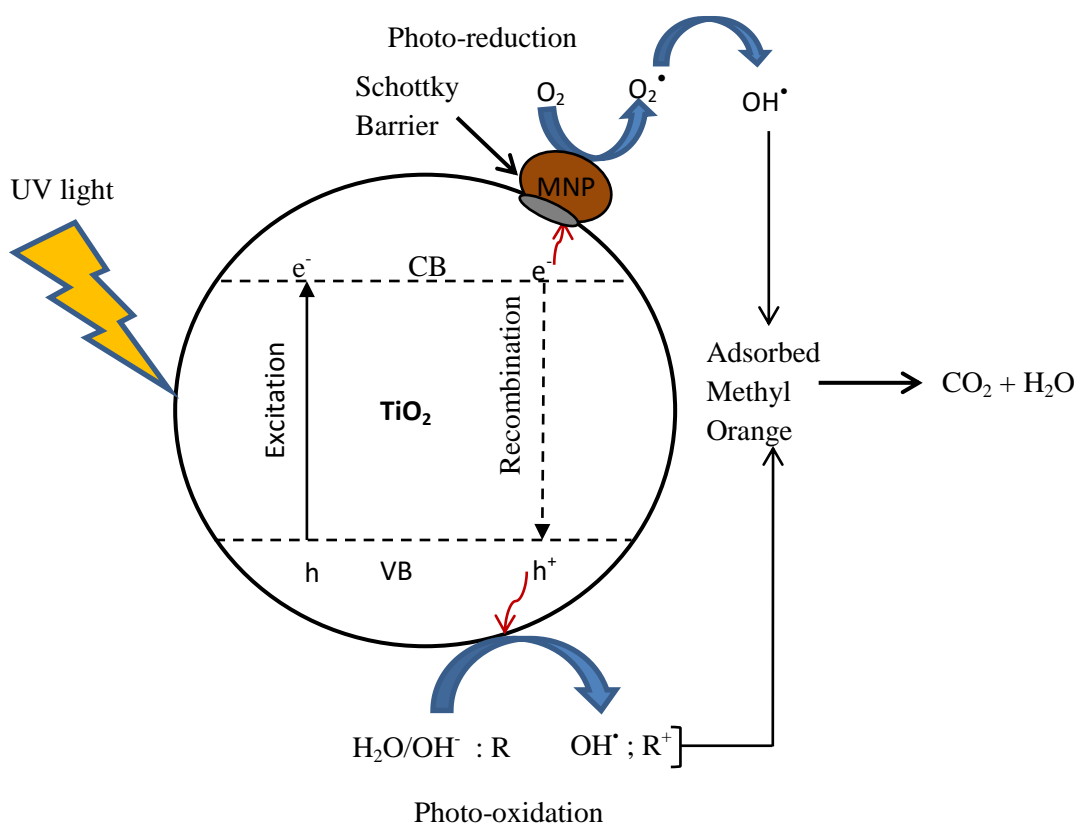 Photo-reduction
Schottky
Barrier
O₂
O₂•
OH•
MNP
UV light
e⁻
CB
e⁻
Excitation
TiO₂
Recombination
Adsorbed
Methyl
Orange
CO₂ + H₂O
h
VB
h⁺
H₂O/OH⁻ : R
OH• ; R⁺
Photo-oxidation